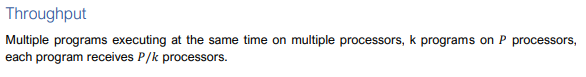 Throughput
Multiple programs executing at the same time on multiple processors, k programs on P processors,
each program receives P/k processors.